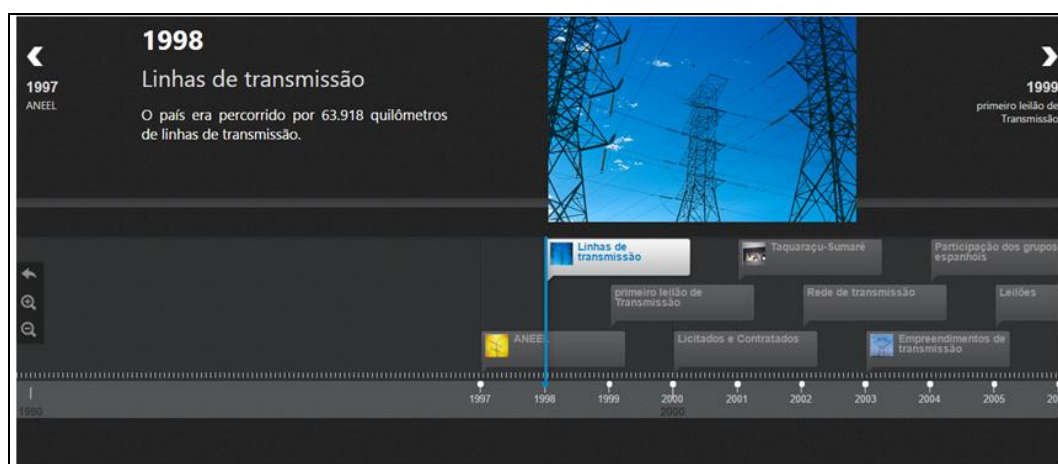 1998
Linhas de transmissão
O país era percorrido por 63.918 quilômetros
de linhas de transmissão.
1997
ANEEL
1999
primeiro leilão de
Transmissão
Linhas de
transmissão
Taquaraçu-Sumaré
Participação dos grupos
espanhóis
primeiro leilão de
Transmissão
Rede de transmissão
Leilões
ANEEL
Licitados e Contratados
Empreendimentos de
transmissão
1997 1998 1999 2000 2001 2002 2003 2004 2005 20
1990 2000